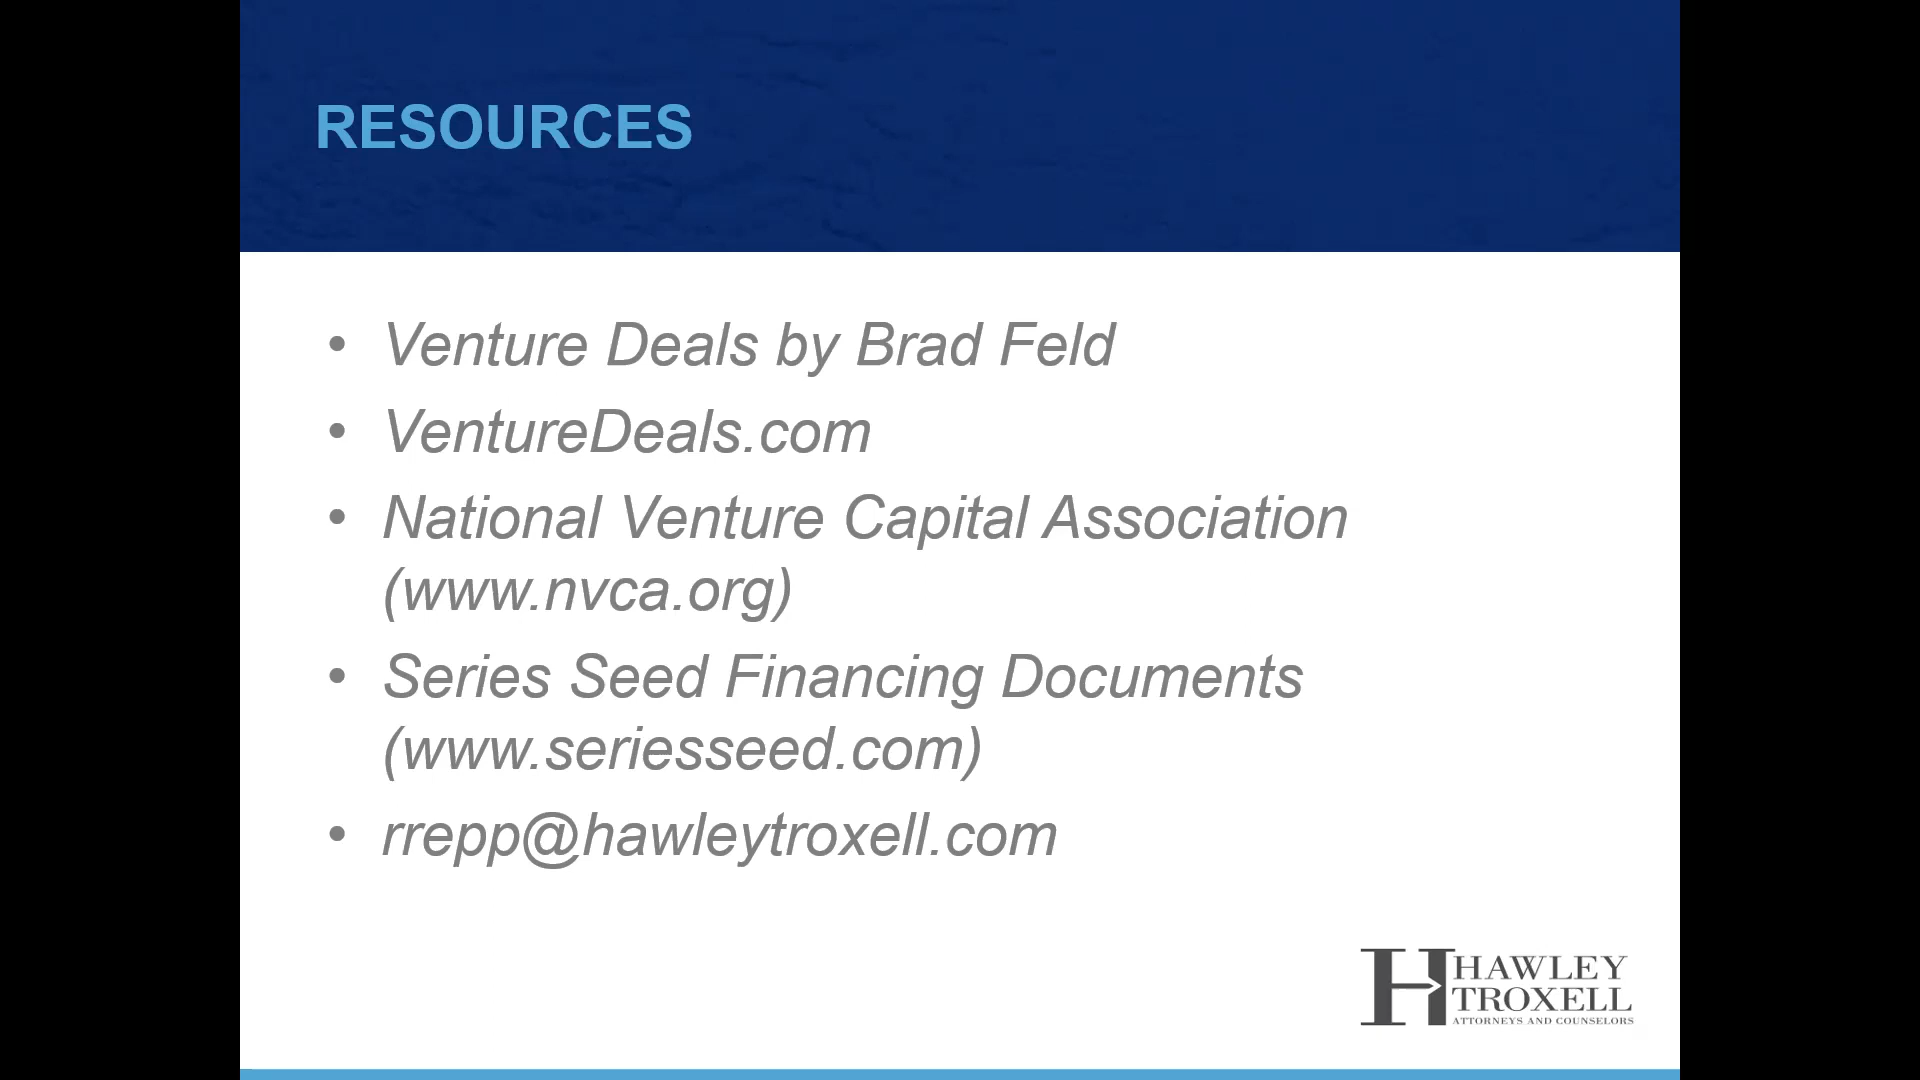 RESOURCES
• Venture Deals by Brad Feld
• VentureDeals.com
• National Venture Capital Association
(www.nvca.org)
• Series Seed Financing Documents
(www.seriesseed.com)
• rrepp@hawleytroxell.com
HAWLEY
TROXELL
ATTORNEYS AND COUNSELORS